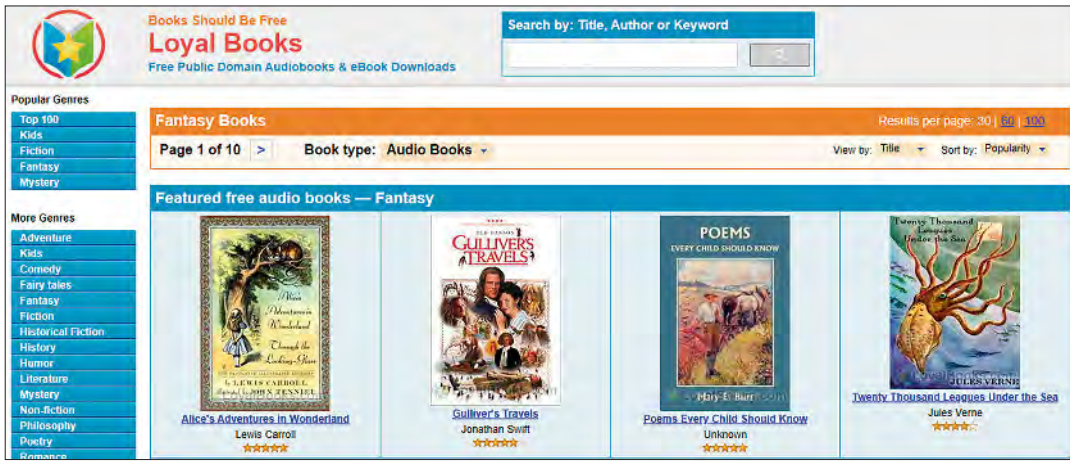 Books Should Be Free
Loyal Books
Free Public Domain Audiobooks & eBook Downloads
Search by: Title, Author or Keyword
Popular Genres
Top 100
Kids
Fiction
Fantasy
Mystery
More Genres
Adventure
Kids
Comedy
Fairy tales
Fantasy
Fiction
Historical Fiction
History
Humor
Literature
Mystery
Non-fiction
Philosophy
Poetry
Romance
Fantasy Books
Results per page: 30 | 60 | 100
Page 1 of 10 >
Book type: Audio Books
View by: Title
Sort by: Popularity
Featured free audio books — Fantasy
Alice's
Adventures in
Wonderland
Through the
Looking-Glass
by LEWIS CARROLL
JOHN TENNIEL
Alice's Adventures in Wonderland
Lewis Carroll
TED DANSON
GULLIVER'S
TRAVELS
Gulliver's Travels
Jonathan Swift
POEMS
EVERY CHILD SHOULD KNOW
Mary E. Burt
Poems Every Child Should Know
Unknown
Twenty Thousand
Leagues
Under the Sea
JULES VERNE
Twenty Thousand Leagues Under the Sea
Jules Verne